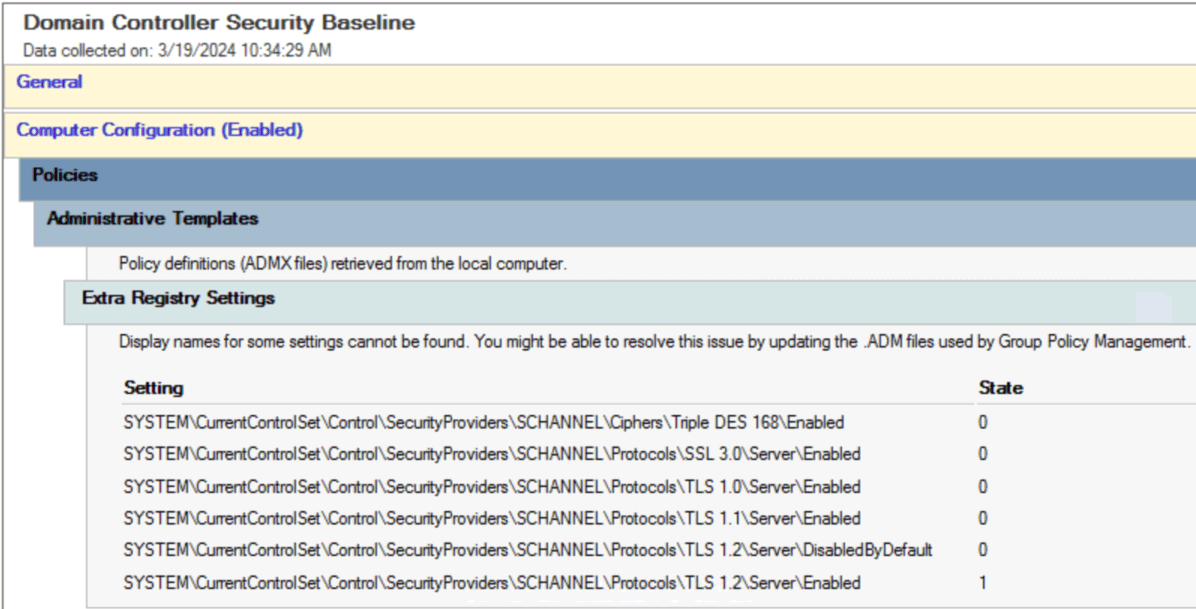 Domain Controller Security Baseline
Data collected on: 3/19/2024 10:34:29 AM
General
Computer Configuration (Enabled)
Policies
Administrative Templates
Policy definitions (ADMX files) retrieved from the local computer.
Extra Registry Settings
Display names for some settings cannot be found. You might be able to resolve this issue by updating the .ADM files used by Group Policy Management.
Setting State
SYSTEM\CurrentControlSet\Control\SecurityProviders\SCHANNEL\Ciphers\Triple DES 168\Enabled 0
SYSTEM\CurrentControlSet\Control\SecurityProviders\SCHANNEL\Protocols\SSL 3.0\Server\Enabled 0
SYSTEM\CurrentControlSet\Control\SecurityProviders\SCHANNEL\Protocols\TLS 1.0\Server\Enabled 0
SYSTEM\CurrentControlSet\Control\SecurityProviders\SCHANNEL\Protocols\TLS 1.1\Server\Enabled 0
SYSTEM\CurrentControlSet\Control\SecurityProviders\SCHANNEL\Protocols\TLS 1.2\Server\DisabledByDefault 0
SYSTEM\CurrentControlSet\Control\SecurityProviders\SCHANNEL\Protocols\TLS 1.2\Server\Enabled 1